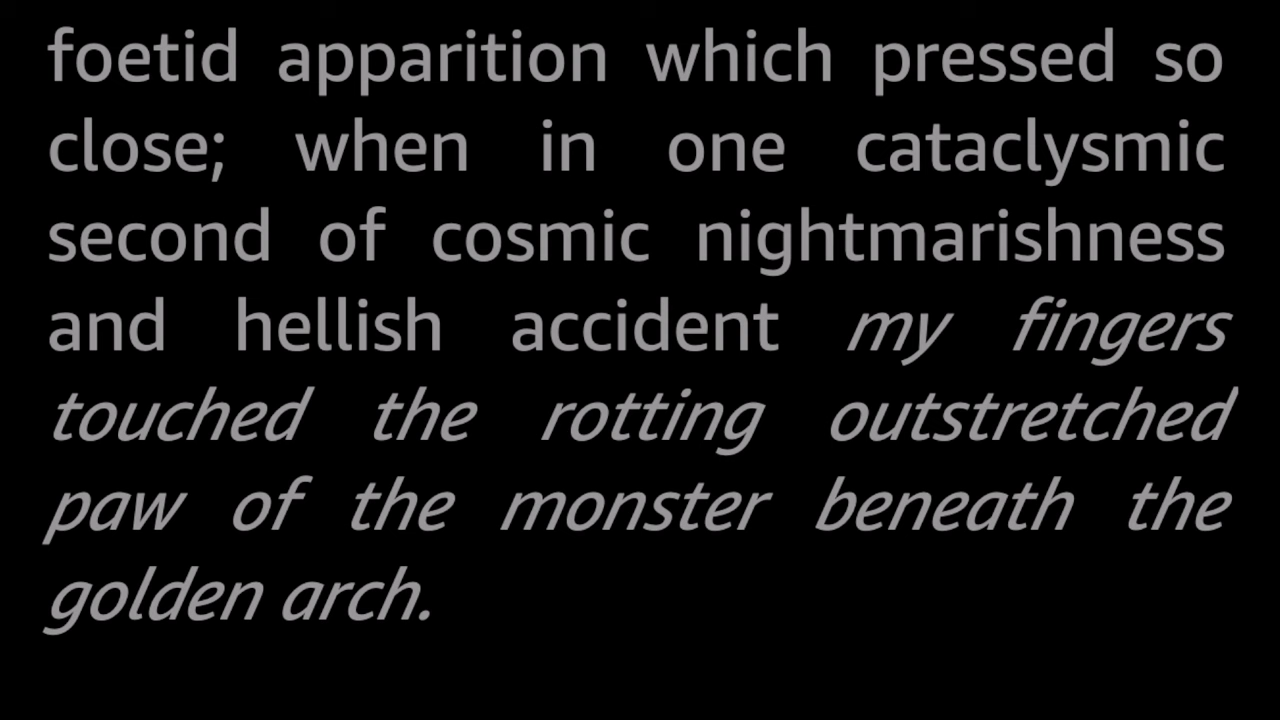 foetid apparition which pressed so
close; when in one cataclysmic
second of cosmic nightmarishness
and hellish accident my fingers
touched the rotting outstretched
paw of the monster beneath the
golden arch.